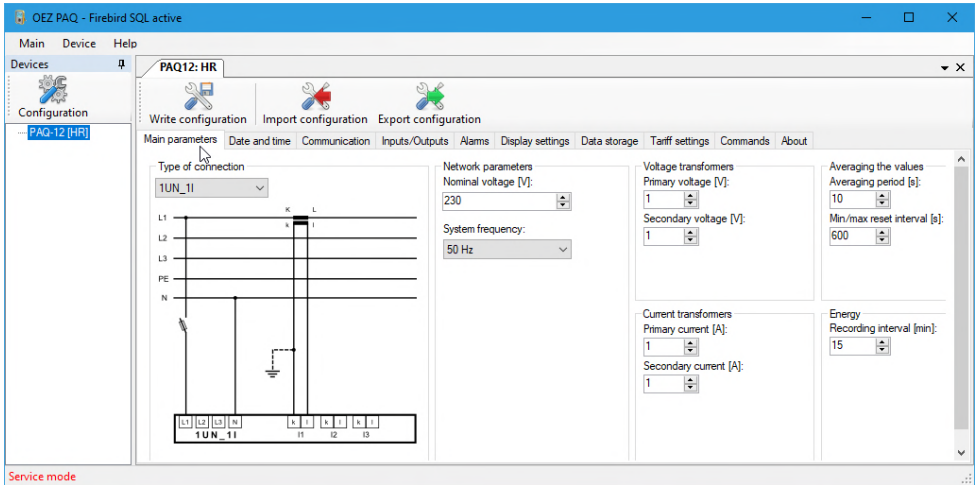 OEZ PAQ - Firebird SQL active
Main Device Help
Devices
PAQ12: HR
Configuration
Write configuration Import configuration Export configuration
PAQ-12 [HR]
Main parameters Date and time Communication Inputs/Outputs Alarms Display settings Data storage Tariff settings Commands About
Type of connection
1UN_1I
K L
k l
L1
L2
L3
PE
N
L1 L2 L3 N k l k l k l
1UN_1I I1 I2 I3
Network parameters
Nominal voltage [V]:
230
System frequency:
50 Hz
Voltage transfomers
Primary voltage [V]:
1
Secondary voltage [V]:
1
Current transfomers
Primary current [A]:
1
Secondary current [A]:
1
Averaging the values
Averaging period [s]:
10
Min/max reset interval [s]:
600
Energy
Recording interval [min]:
15
Service mode